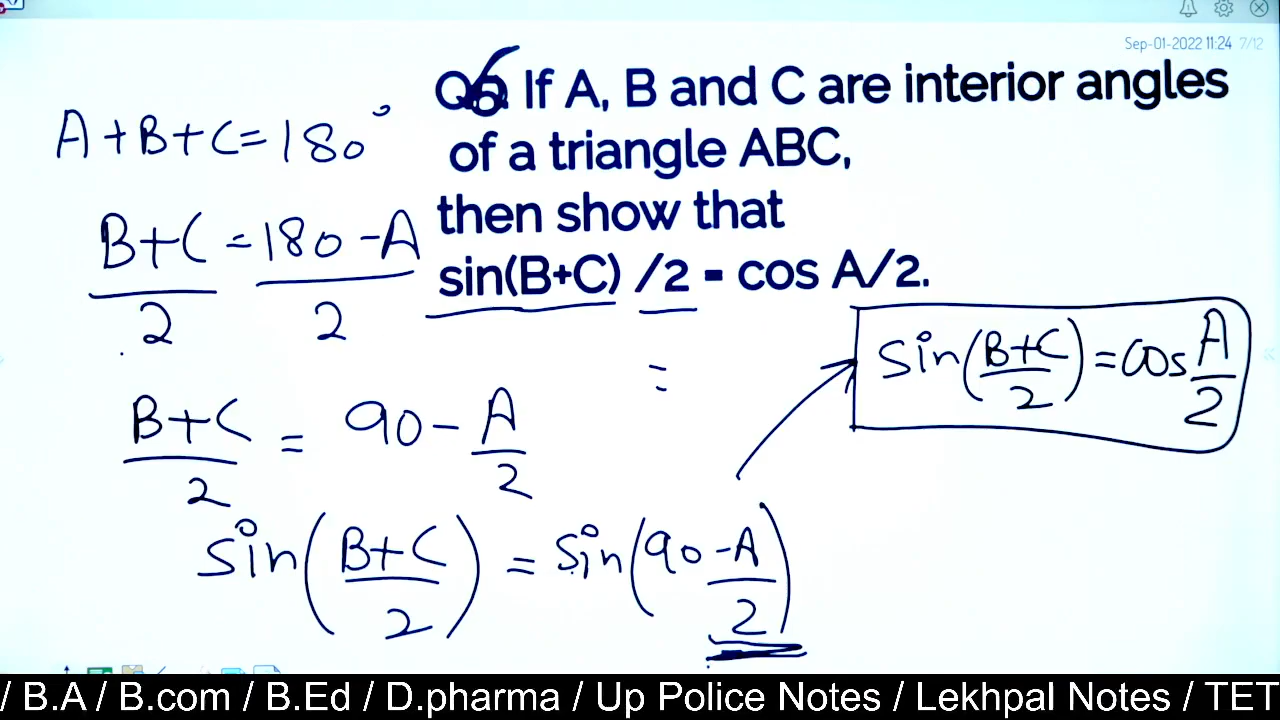 Sep-01-2022 11:24 7/12
Q6. If A, B and C are interior angles
of a triangle ABC,
then show that
sin(B+C) /2 = cos A/2.
A+B+C=180°
B+C = 180-A
2 2
B+C = 90 - A
2 2
sin(B+C) = sin(90-A)
2 2
=
sin(B+C) = cos A
2 2
/ B.A / B.com / B.Ed / D.pharma / Up Police Notes / Lekhpal Notes / TET